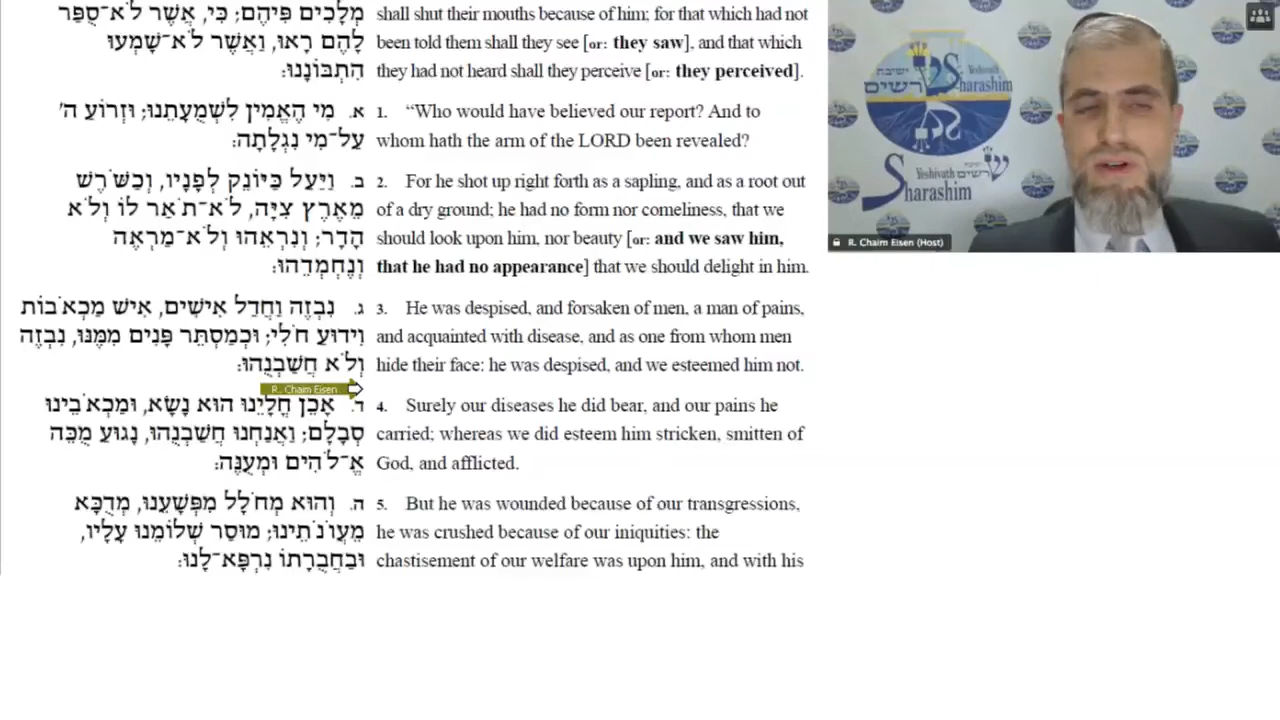 מְלָכִים פִּיהֶם; כִּי, אֲשֶׁר לֹא־סֻפַּר
לָהֶם רָאוּ, וַאֲשֶׁר לֹא־שָׁמְעוּ
הִתְבּוֹנָנוּ:
א. מִי הֶאֱמִין לִשְׁמֻעָתֵנוּ; וּזְרוֹעַ ה'
עַל־מִי נִגְלָתָה:
ב. וַיַּעַל כַּיּוֹנֵק לְפָנָיו, וְכַשֹּׁרֶשׁ
מֵאֶרֶץ צִיָּה, לֹא־תֹאַר לוֹ וְלֹא
הָדָר; וְנִרְאֵהוּ וְלֹא־מַרְאֶה
וְנֶחְמְדֵהוּ:
ג. נִבְזֶה וַחֲדַל אִישִׁים, אִישׁ מַכְאֹבוֹת
וִידוּעַ חֹלִי; וּכְמַסְתֵּר פָּנִים מִמֶּנּוּ, נִבְזֶה
וְלֹא חֲשַׁבְנֻהוּ:
R. Chaim Eisen
ד. אָכֵן חֳלָיֵנוּ הוּא נָשָׂא, וּמַכְאֹבֵינוּ
סְבָלָם; וַאֲנַחְנוּ חֲשַׁבְנֻהוּ, נָגוּעַ מֻכֵּה
אֱ־לֹהִים וּמְעֻנֶּה:
ה. וְהוּא מְחֹלָל מִפְּשָׁעֵנוּ, מְדֻכָּא
מֵעֲוֹנֹתֵינוּ; מוּסַר שְׁלוֹמֵנוּ עָלָיו,
וּבַחֲבֻרָתוֹ נִרְפָּא־לָנוּ:
shall shut their mouths because of him; for that which had not
been told them shall they see [or: they saw], and that which
they had not heard shall they perceive [or: they perceived].
1. “Who would have believed our report? And to
whom hath the arm of the LORD been revealed?
2. For he shot up right forth as a sapling, and as a root out
of a dry ground; he had no form nor comeliness, that we
should look upon him, nor beauty [or: and we saw him,
that he had no appearance] that we should delight in him.
3. He was despised, and forsaken of men, a man of pains,
and acquainted with disease, and as one from whom men
hide their face: he was despised, and we esteemed him not.
4. Surely our diseases he did bear, and our pains he
carried; whereas we did esteem him stricken, smitten of
God, and afflicted.
5. But he was wounded because of our transgressions,
he was crushed because of our iniquities: the
chastisement of our welfare was upon him, and with his
ישיבת
שרשים
Yeshivath
Sharashim
Yeshivath
Sharashim
R. Chaim Eisen (Host)